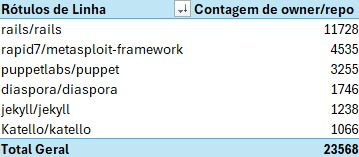 Rótulos de Linha Contagem de owner/repo
rails/rails 11728
rapid7/metasploit-framework 4535
puppetlabs/puppet 3255
diaspora/diaspora 1746
jekyll/jekyll 1238
Katello/katello 1066
Total Geral 23568